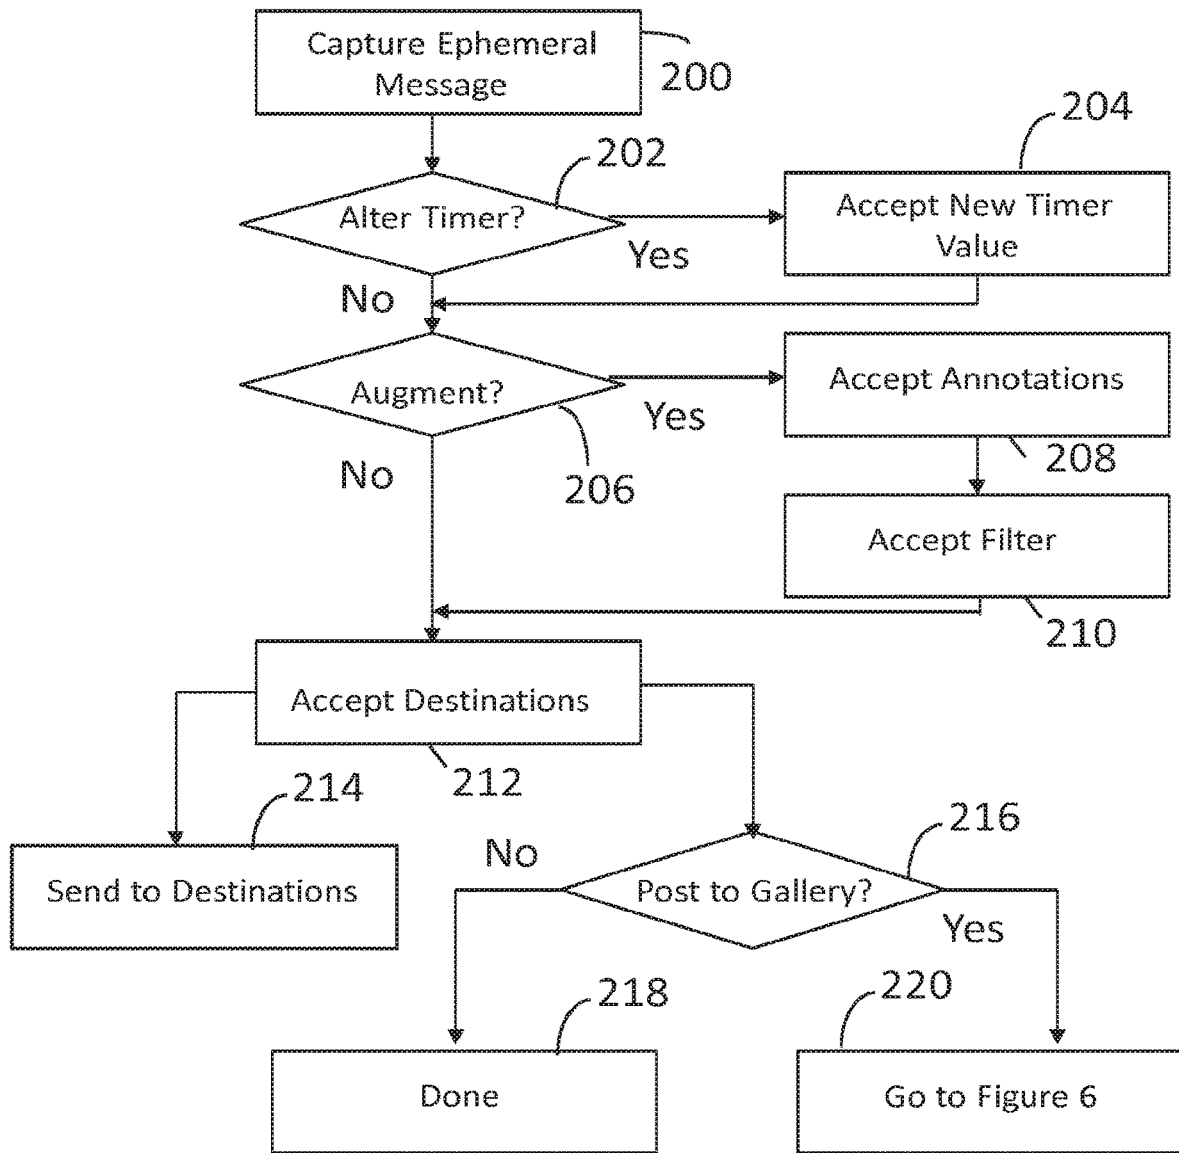 Capture Ephemeral
Message
200
202
204
Alter Timer?
Yes
Accept New Timer
Value
No
Augment?
Yes
Accept Annotations
208
No
206
Accept Filter
210
Accept Destinations
212
214
216
No
Send to Destinations
Post to Gallery?
Yes
218
220
Done
Go to Figure 6